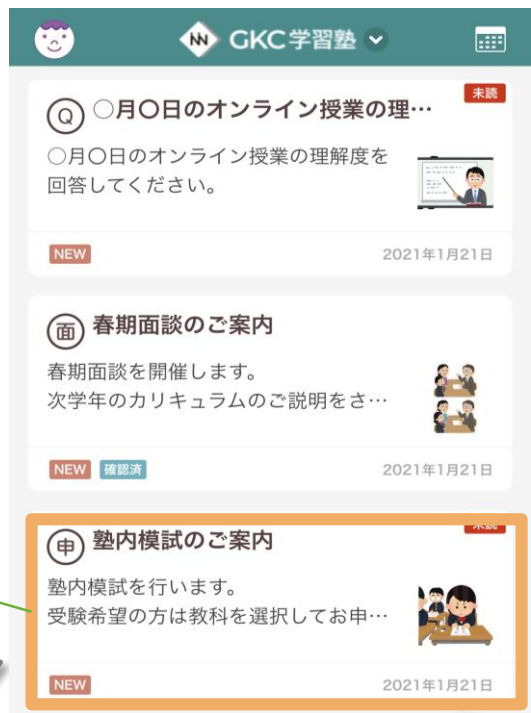 GKC学習塾
未読
Q ○月〇日のオンライン授業の理…
○月〇日のオンライン授業の理解度を
回答してください。
NEW 2021年1月21日
面 春期面談のご案内
春期面談を開催します。
次学年のカリキュラムのご説明をさ…
NEW 確認済 2021年1月21日
未読
申 塾内模試のご案内
塾内模試を行います。
受験希望の方は教科を選択してお申…
NEW 2021年1月21日